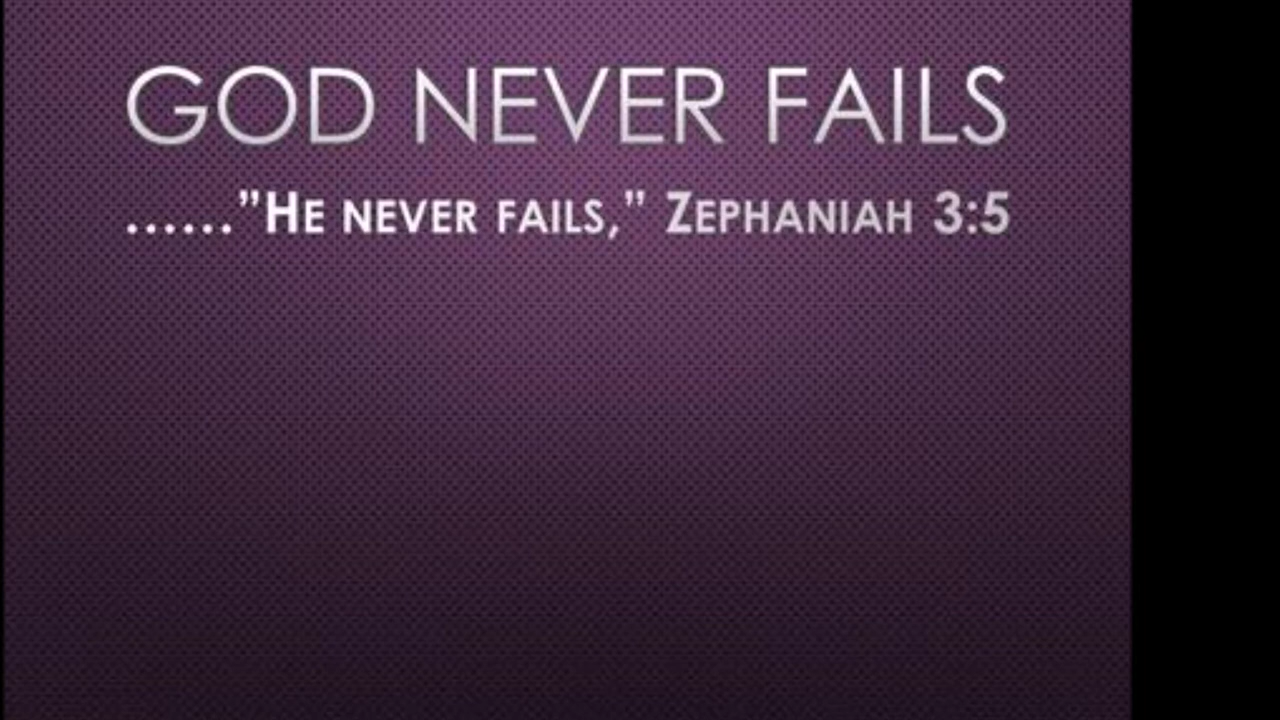 GOD NEVER FAILS
......”HE NEVER FAILS,” ZEPHANIAH 3:5